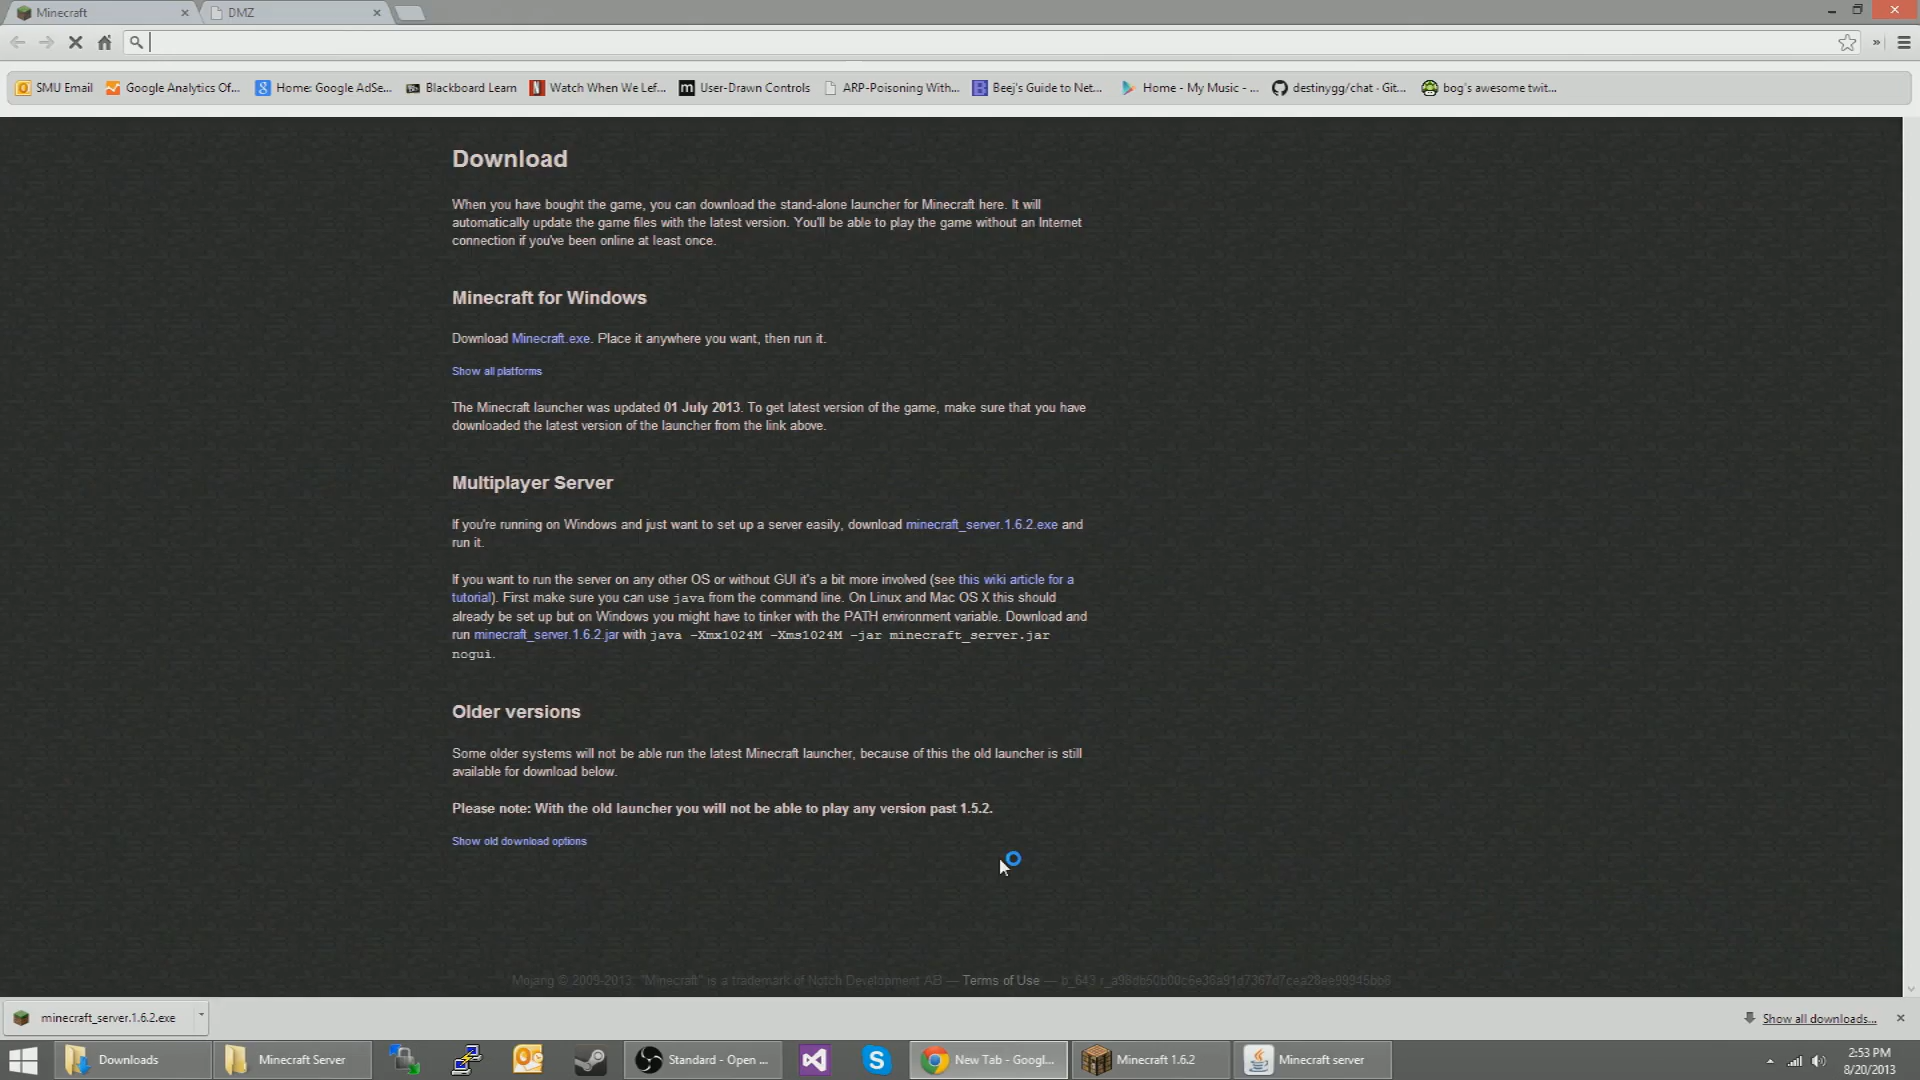 Minecraft
DMZ
SMU Email
Google Analytics Of...
Home: Google AdSe...
Blackboard Learn
Watch When We Lef...
User-Drawn Controls
ARP-Poisoning With...
Beej's Guide to Net...
Home - My Music - ...
destinygg/chat · Git...
bog's awesome twit...
Download
When you have bought the game, you can download the stand-alone launcher for Minecraft here. It will
automatically update the game files with the latest version. You'll be able to play the game without an Internet
connection if you've been online at least once.
Minecraft for Windows
Download Minecraft.exe. Place it anywhere you want, then run it.
Show all platforms
The Minecraft launcher was updated 01 July 2013. To get latest version of the game, make sure that you have
downloaded the latest version of the launcher from the link above.
Multiplayer Server
If you're running on Windows and just want to set up a server easily, download minecraft_server.1.6.2.exe and
run it.
If you want to run the server on any other OS or without GUI it's a bit more involved (see this wiki article for a
tutorial). First make sure you can use java from the command line. On Linux and Mac OS X this should
already be set up but on Windows you might have to tinker with the PATH environment variable. Download and
run minecraft_server.1.6.2.jar with java -Xmx1024M -Xms1024M -jar minecraft_server.jar
nogui.
Older versions
Some older systems will not be able run the latest Minecraft launcher, because of this the old launcher is still
available for download below.
Please note: With the old launcher you will not be able to play any version past 1.5.2.
Show old download options
Mojang © 2009-2013. "Minecraft" is a trademark of Notch Development AB — Terms of Use —
minecraft_server.1.6.2.exe
Show all downloads...
Downloads
Minecraft Server
Standard - Open ...
New Tab - Googl...
Minecraft 1.6.2
Minecraft server
2:53 PM
8/20/2013